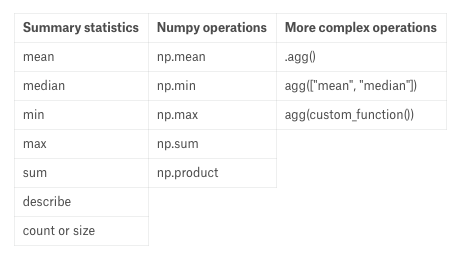 Summary statistics Numpy operations More complex operations
mean np.mean .agg()
median np.min agg(["mean", "median"])
min np.max agg(custom_function())
max np.sum
sum np.product
describe
count or size